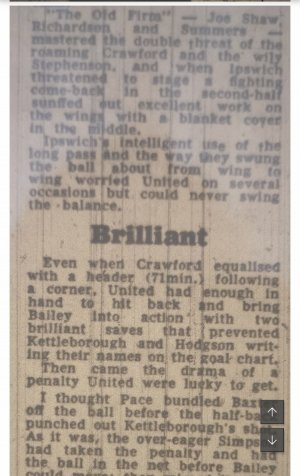 "The Old Firm" — Joe Shaw,
Richardson and Summers —
mastered the double threat of the
roaming Crawford and the wily
Stephenson, and when Ipswich
threatened to stage a fighting
come-back in the second-half
snuffed out excellent work on
the wings with a blanket cover
in the middle.
Ipswich's intelligent use of the
long pass and the way they swung
the ball about from wing to
wing worried United on several
occasions but could never swing
the balance.
Brilliant
Even when Crawford equalised
with a header (71min.) following
a corner, United had enough in
hand to hit back and bring
Bailey into action with two
brilliant saves that prevented
Kettleborough and Hodgson writ-
ing their names on the goal chart.
Then came the drama of a
penalty United were lucky to get.
I thought Pace bundled
off the ball before the half-ba
punched out Kettleborough's
As it was, the over-eager Simps
had taken the penalty and
the ball in the net before Bailey